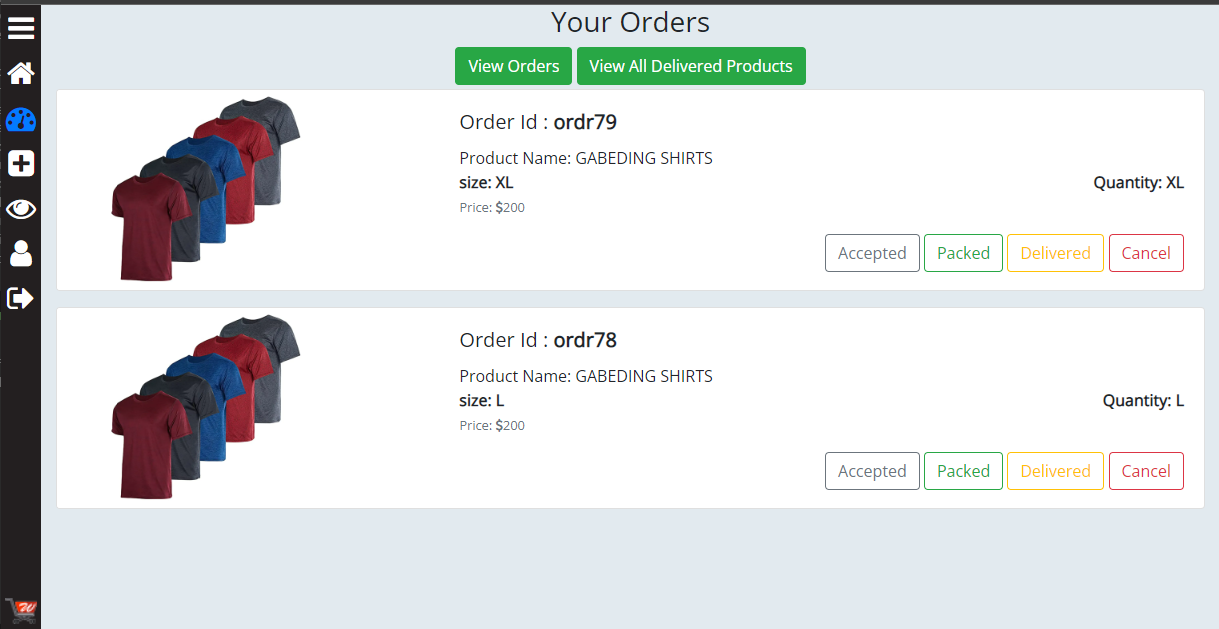 Your Orders
View Orders View All Delivered Products
Order Id : ordr79
Product Name: GABEDING SHIRTS
size: XL Quantity: XL
Price: $200
Accepted Packed Delivered Cancel
Order Id : ordr78
Product Name: GABEDING SHIRTS
size: L Quantity: L
Price: $200
Accepted Packed Delivered Cancel
W